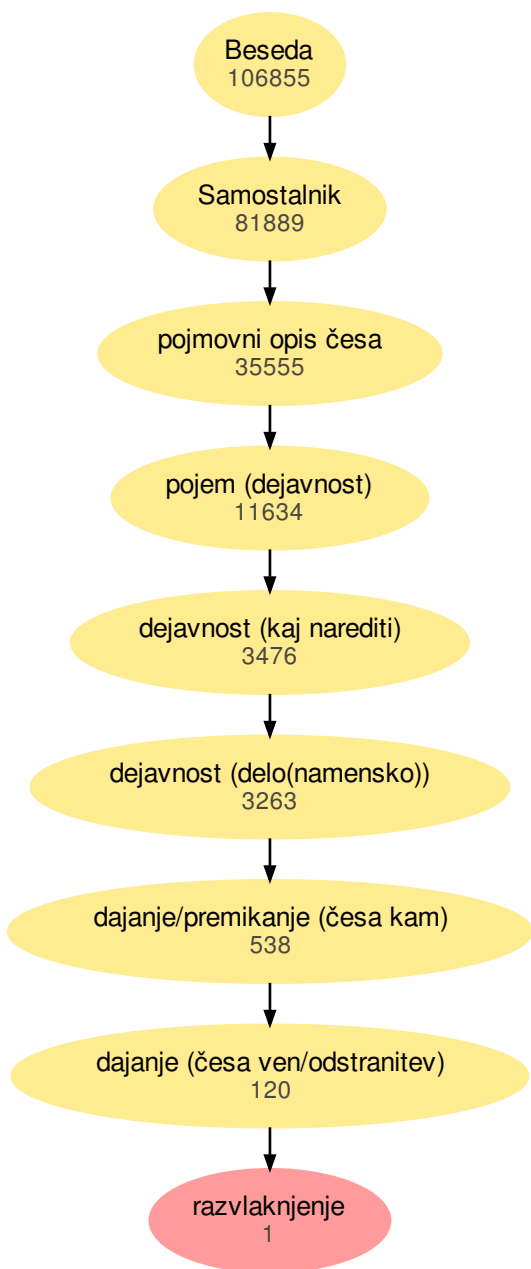 Beseda
106855
Samostalnik
81889
pojmovni opis česa
35555
pojem (dejavnost)
11634
dejavnost (kaj narediti)
3476
dejavnost (delo(namensko))
3263
dajanje/premikanje (česa kam)
538
dajanje (česa ven/odstranitev)
120
razvlaknjenje
1